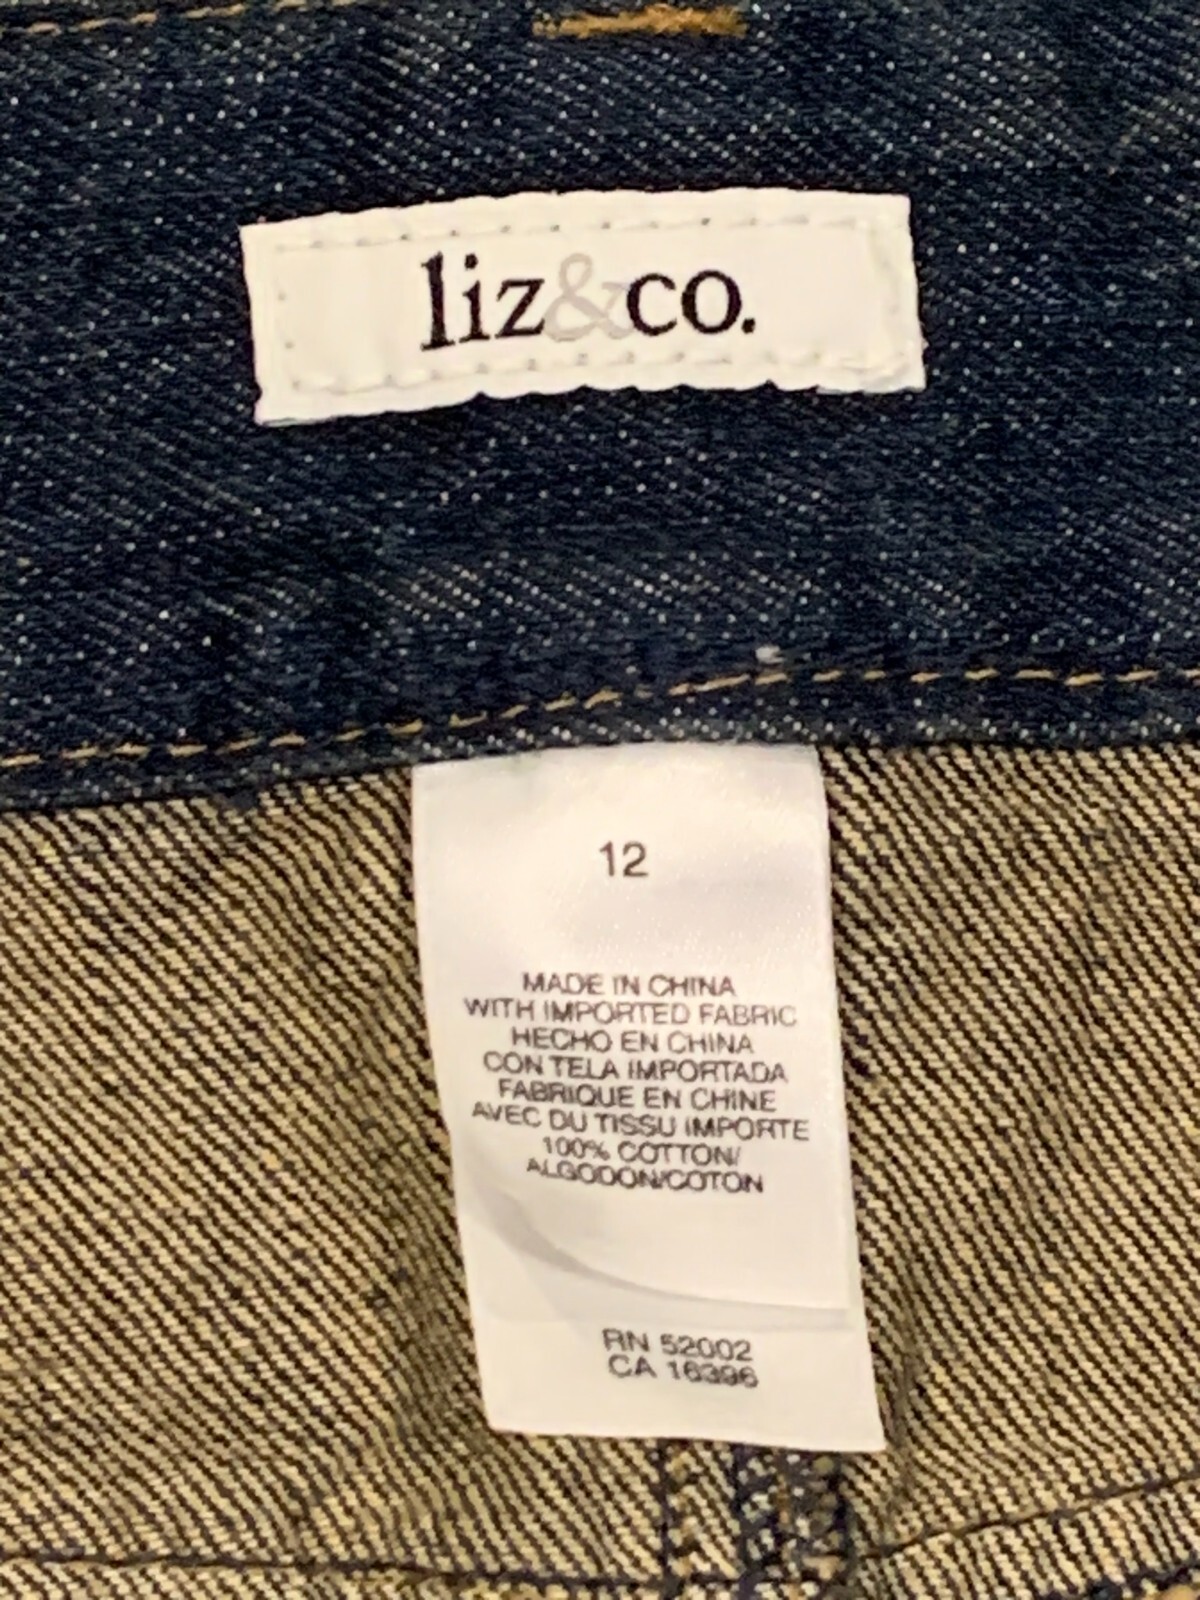 liz&co.
12
MADE IN CHINA
WITH IMPORTED FABRIC
HECHO EN CHINA
CON TELA IMPORTADA
FABRIQUE EN CHINE
AVEC DU TISSU IMPORTE
100% COTTON/
ALGODON/COTON
RN 52002
CA 16396